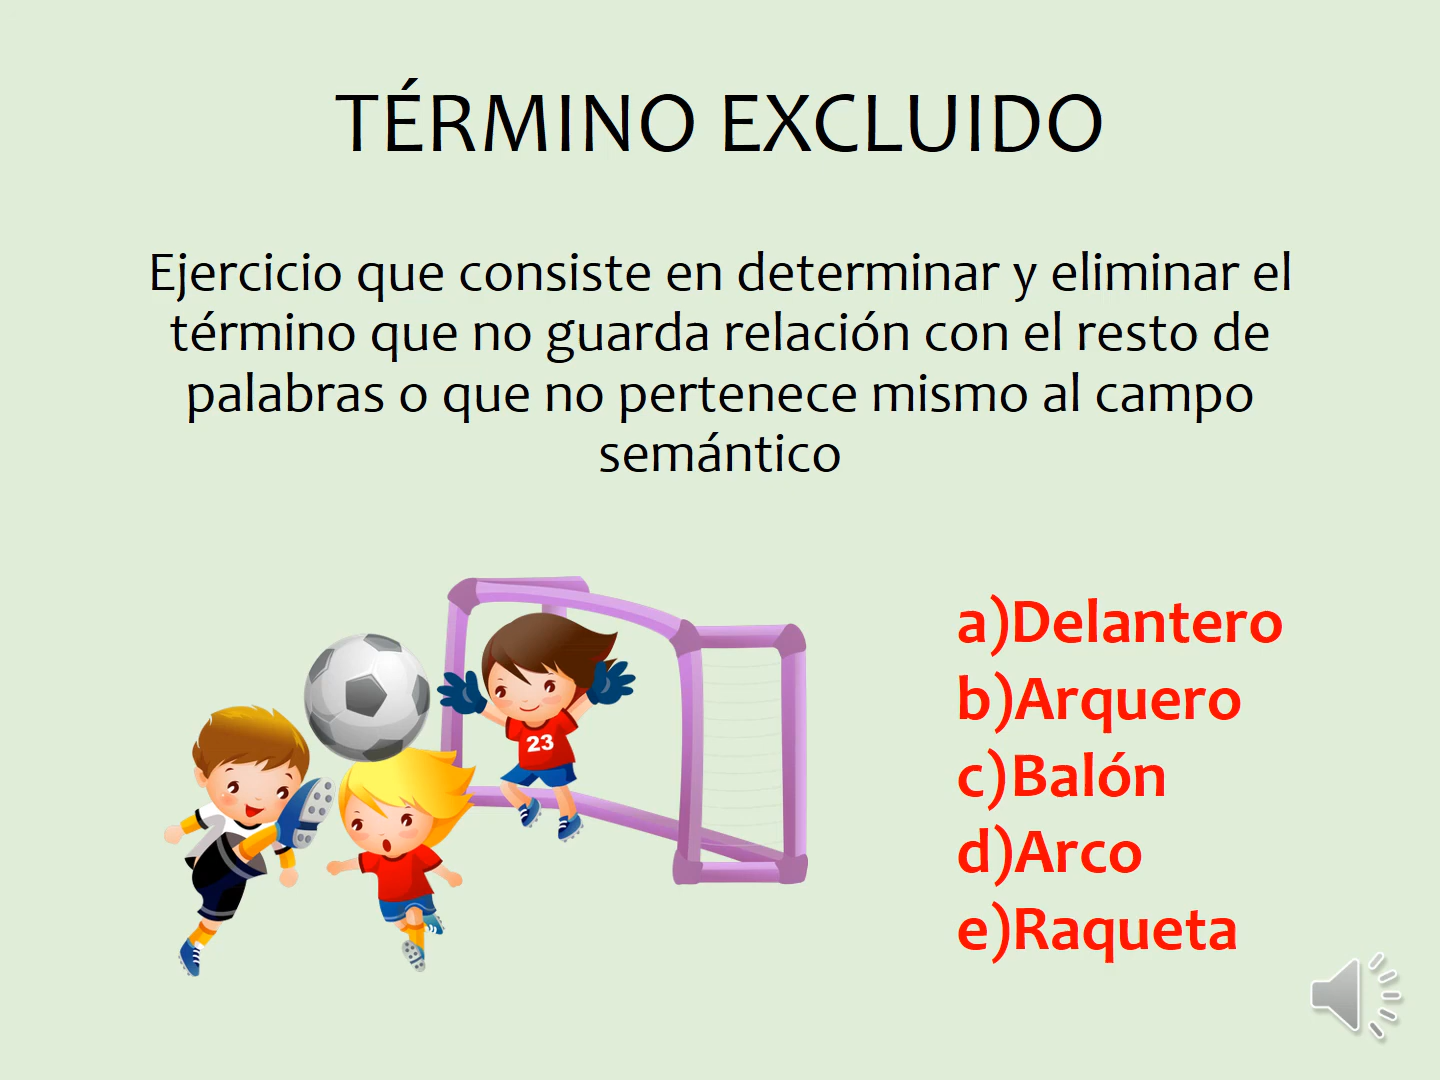 TÉRMINO EXCLUIDO
Ejercicio que consiste en determinar y eliminar el
término que no guarda relación con el resto de
palabras o que no pertenece mismo al campo
semántico
23
a)Delantero
b)Arquero
c)Balón
d)Arco
e)Raqueta